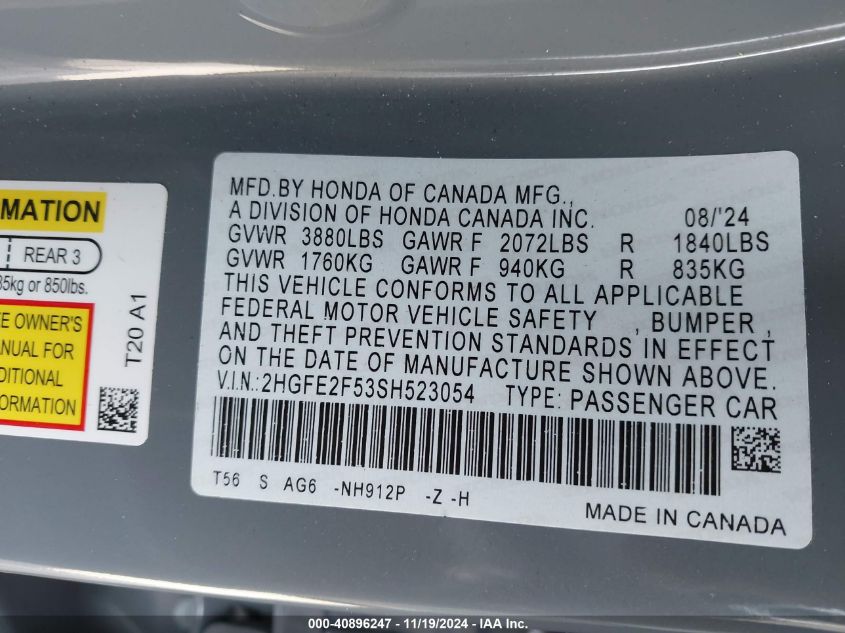 MATION
REAR 3
85kg or 850lbs.
E OWNER'S
ANUAL FOR
DITIONAL
FORMATION
T20 A1
MFD.BY HONDA OF CANADA MFG.,
A DIVISION OF HONDA CANADA INC. 08/'24
GVWR 3880LBS GAWR F 2072LBS R 1840LBS
GVWR 1760KG GAWR F 940KG R 835KG
THIS VEHICLE CONFORMS TO ALL APPLICABLE
FEDERAL MOTOR VEHICLE SAFETY , BUMPER ,
AND THEFT PREVENTION STANDARDS IN EFFECT
ON THE DATE OF MANUFACTURE SHOWN ABOVE.
V.I.N.:2HGFE2F53SH523054 TYPE: PASSENGER CAR
T56 S AG6 -NH912P -Z -H
MADE IN CANADA
000-40896247 - 11/19/2024 - IAA Inc.